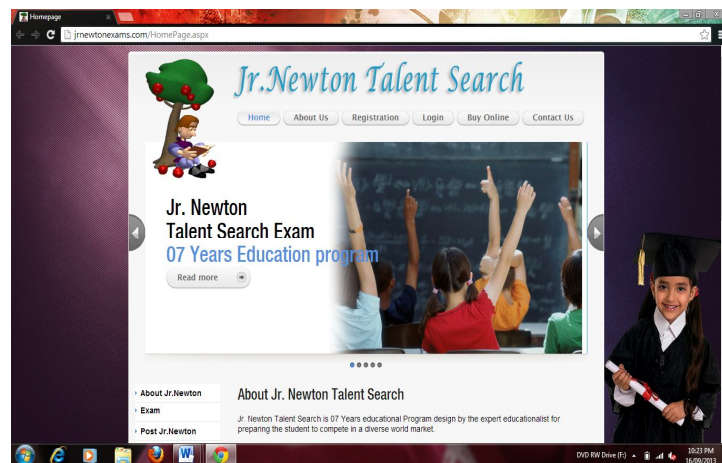 Homepage
jrnewtonexams.com/HomePage.aspx
Jr.Newton Talent Search
Home About Us Registration Login Buy Online Contact Us
Jr. Newton
Talent Search Exam
07 Years Education program
Read more
About Jr.Newton
Exam
Post Jr.Newton
About Jr. Newton Talent Search
Jr. Newton Talent Search is 07 Years educational Program design by the expert educationalist for
preparing the student to compete in a diverse world market.
DVD RW Drive (F:)
10:23 PM
16/09/2013